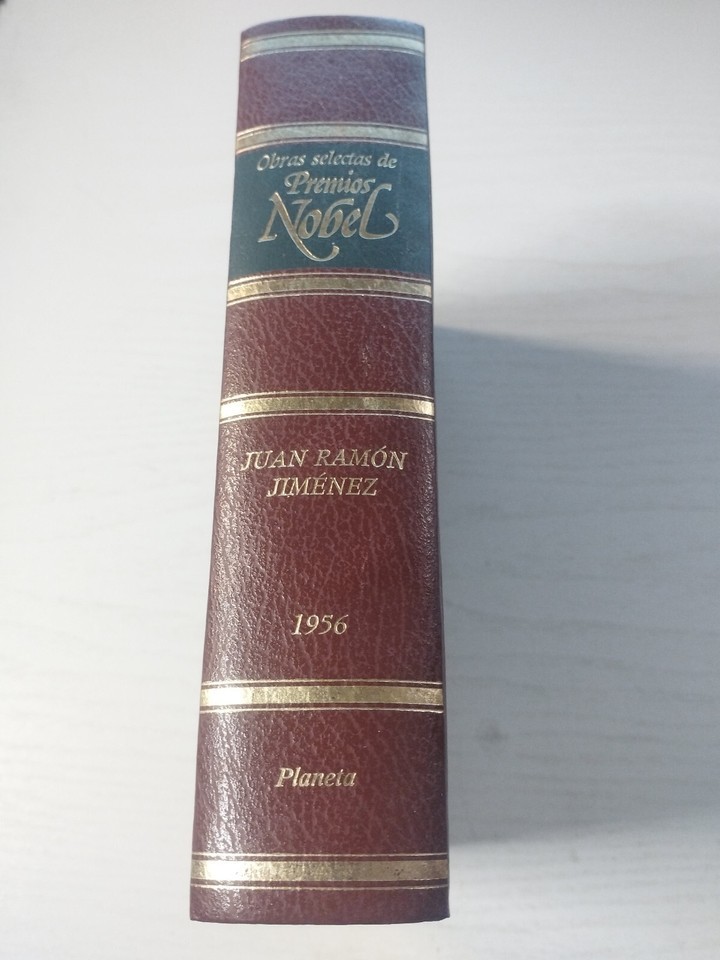 Obras selectas de
Premios
Nobel
JUAN RAMÓN
JIMÉNEZ
1956
Planeta